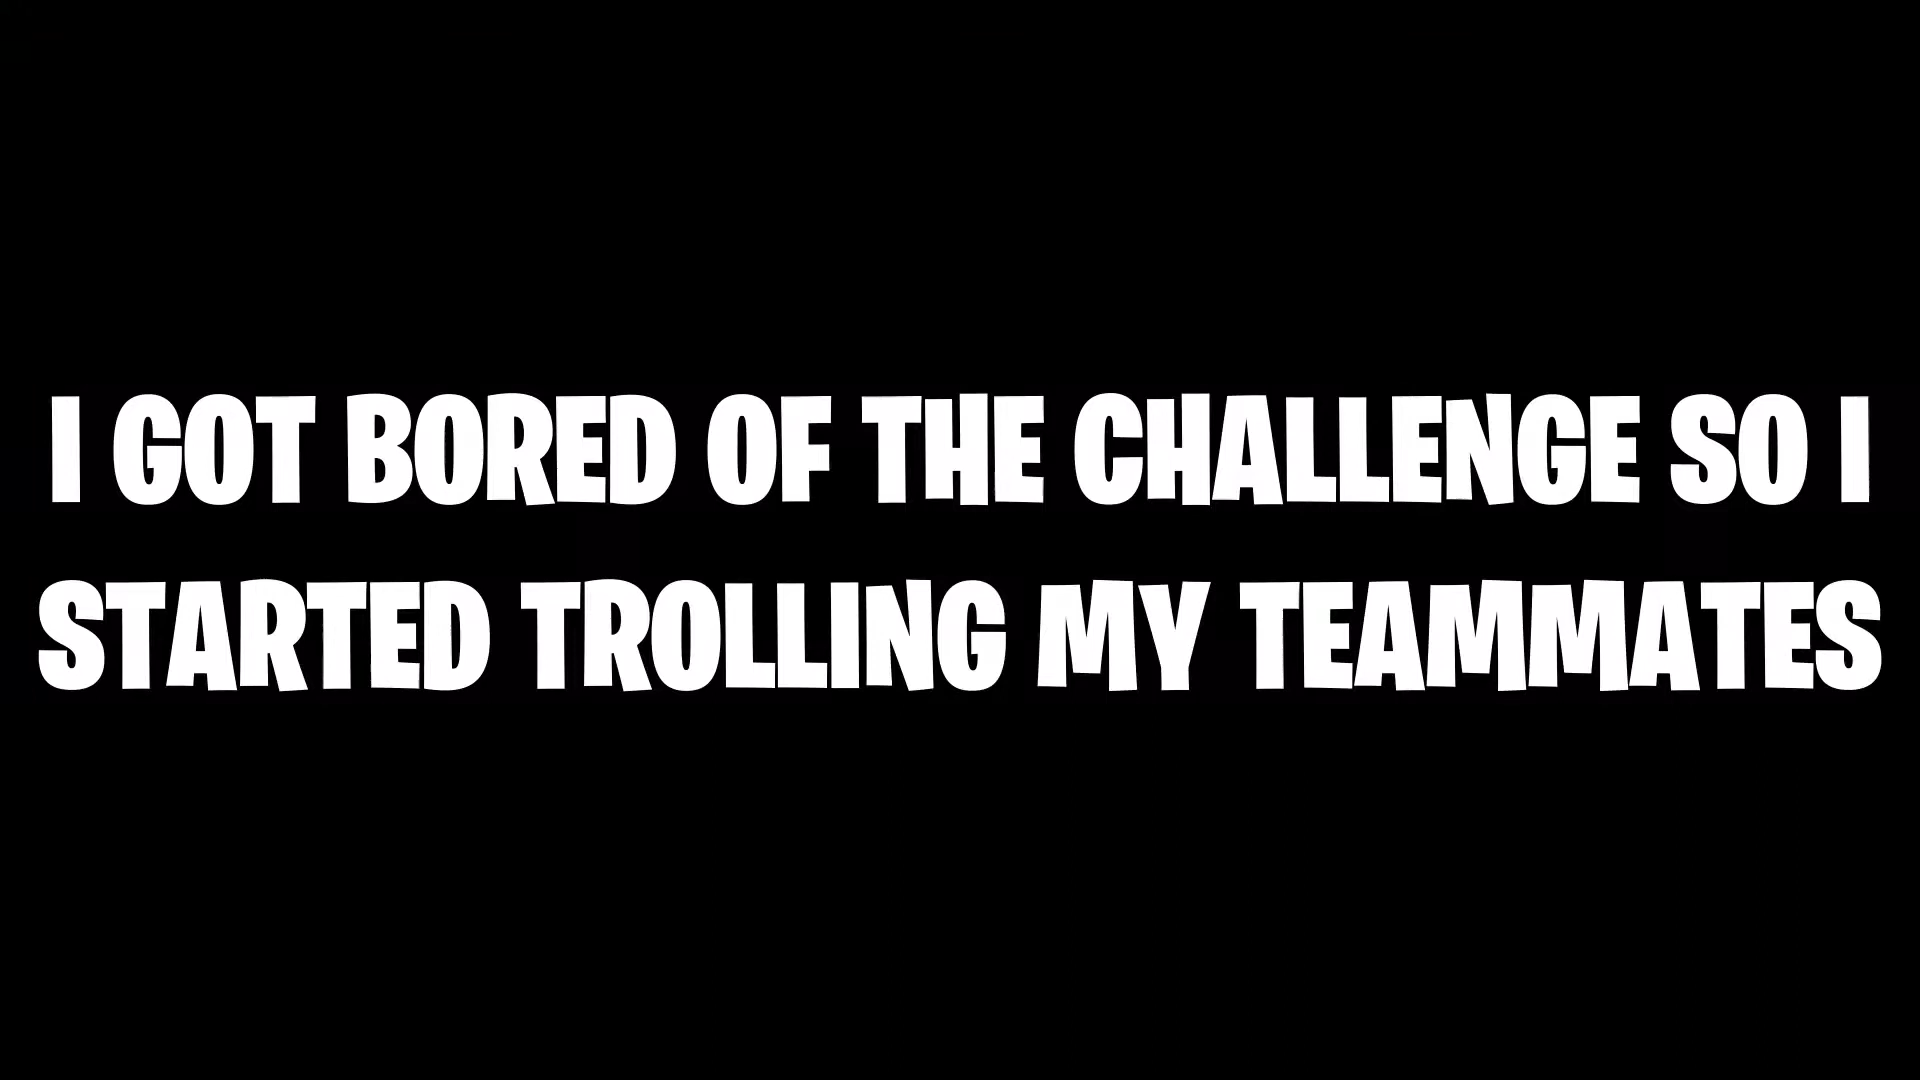 I GOT BORED OF THE CHALLENGE SO I
STARTED TROLLING MY TEAMMATES